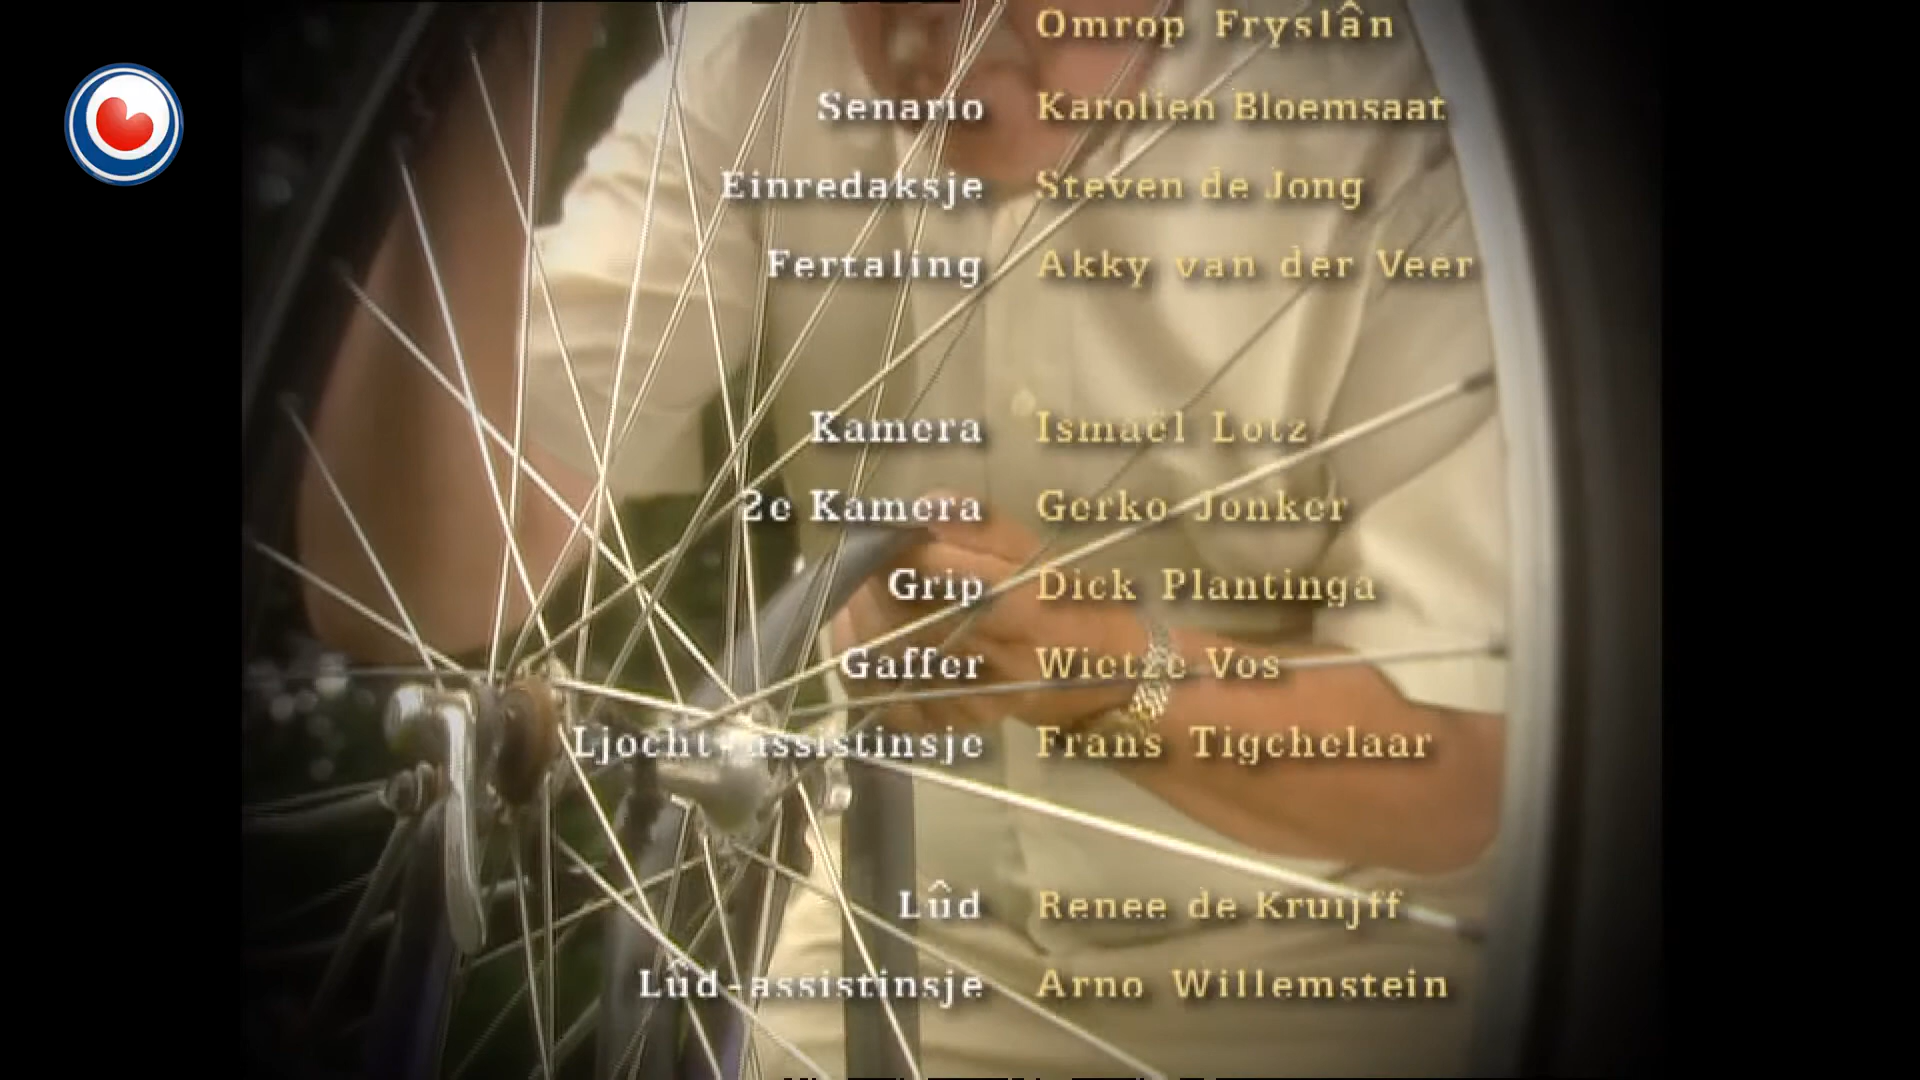 Omrop Fryslân
Senario Karolien Bloemsaat
Einredaksje Steven de Jong
Fertaling Akky van der Veer
Kamera Ismaël Lotz
2e Kamera Gerko Jonker
Grip Dick Plantinga
Gaffer Wietze Vos
Ljocht-assistinsje Frans Tigchelaar
Lûd Renee de Kruijff
Lûd-assistinsje Arno Willemstein